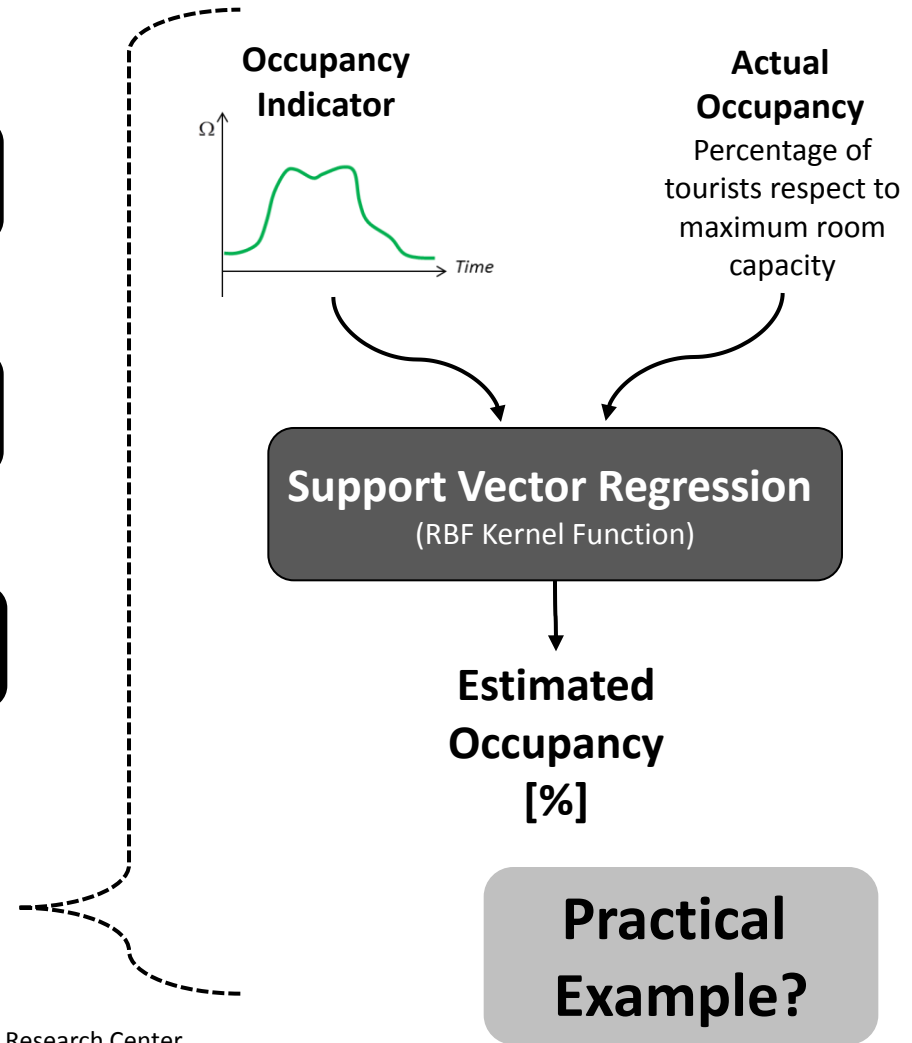 Occupancy
Indicator
Ω
Time
Actual
Occupancy
Percentage of
tourists respect to
maximum room
capacity
Support Vector Regression
(RBF Kernel Function)
Estimated
Occupancy
[%]
Practical
Example?
Research Center